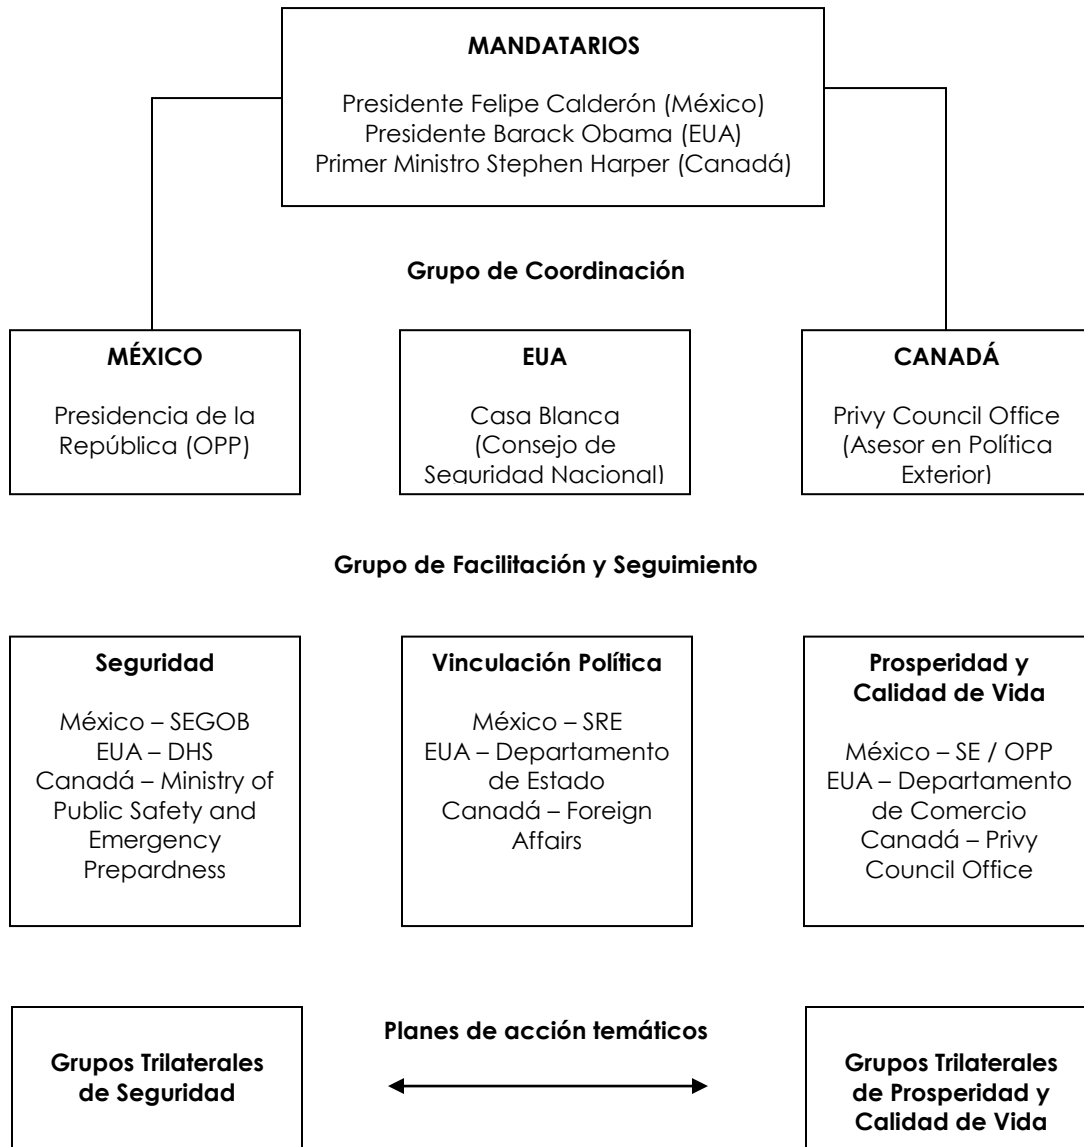 MANDATARIOS
Presidente Felipe Calderón (México)
Presidente Barack Obama (EUA)
Primer Ministro Stephen Harper (Canadá)
Grupo de Coordinación
MÉXICO
Presidencia de la
República (OPP)
EUA
Casa Blanca
(Consejo de
Seguridad Nacional)
CANADÁ
Privy Council Office
(Asesor en Política
Exterior)
Grupo de Facilitación y Seguimiento
Seguridad
México – SEGOB
EUA – DHS
Canadá – Ministry of
Public Safety and
Emergency
Prepardness
Vinculación Política
México – SRE
EUA – Departamento
de Estado
Canadá – Foreign
Affairs
Prosperidad y
Calidad de Vida
México – SE / OPP
EUA – Departamento
de Comercio
Canadá – Privy
Council Office
Grupos Trilaterales
de Seguridad
Planes de acción temáticos
Grupos Trilaterales
de Prosperidad y
Calidad de Vida